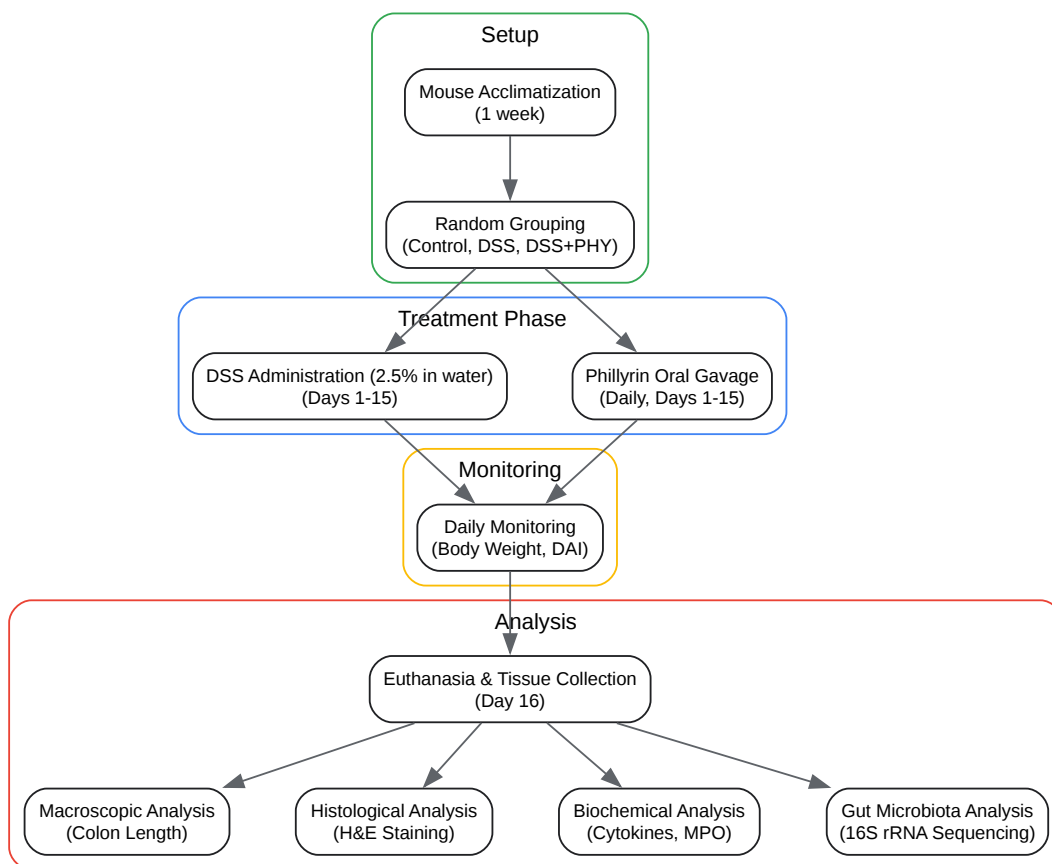 Setup
Mouse Acclimatization
(1 week)
Random Grouping
(Control, DSS, DSS+PHY)
Treatment Phase
DSS Administration (2.5% in water)
(Days 1-15)
Phillyrin Oral Gavage
(Daily, Days 1-15)
Monitoring
Daily Monitoring
(Body Weight, DAI)
Analysis
Euthanasia & Tissue Collection
(Day 16)
Macroscopic Analysis
(Colon Length)
Histological Analysis
(H&E Staining)
Biochemical Analysis
(Cytokines, MPO)
Gut Microbiota Analysis
(16S rRNA Sequencing)